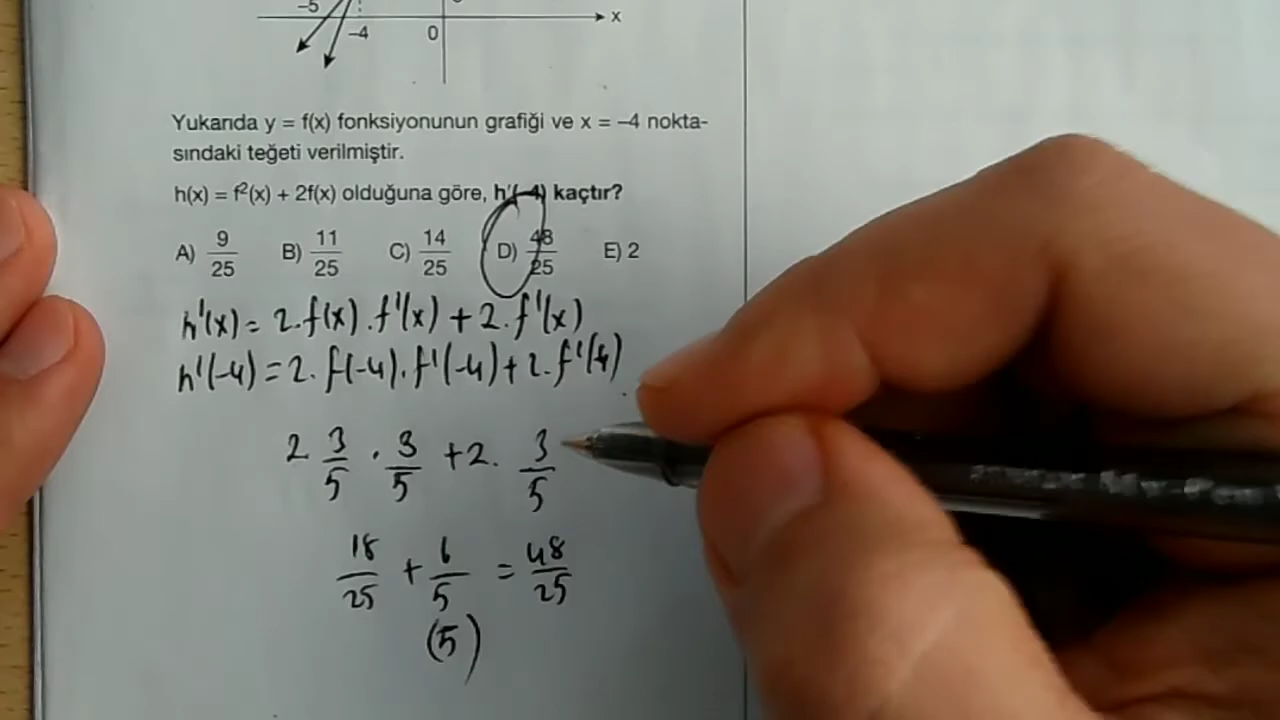 -5
x
-4
0
Yukarıda y = f(x) fonksiyonunun grafiği ve x = –4 nokta-
sındaki teğeti verilmiştir.
h(x) = f²(x) + 2f(x) olduğuna göre, h'(–4) kaçtır?
A) 9/25 B) 11/25 C) 14/25 D) 48/25 E) 2
h'(x) = 2.f(x).f'(x) + 2.f'(x)
h'(-4) = 2.f(-4).f'(-4) + 2.f'(-4)
2 3/5 . 3/5 + 2. 3/5
18/25 + 6/5 = 48/25
(5)